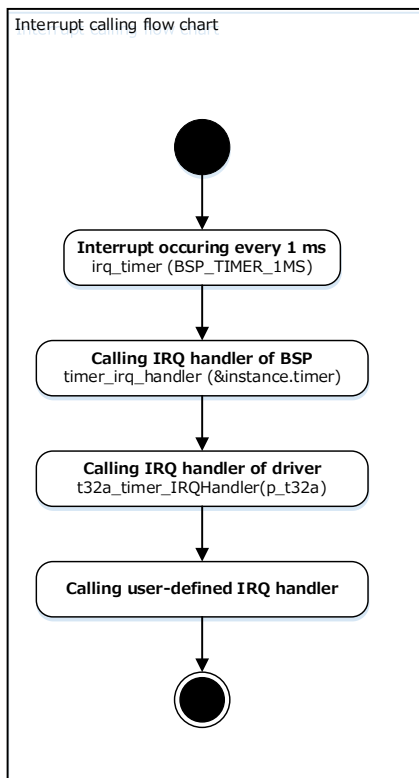 Interrupt calling flow chart
Interrupt occuring every 1 ms
irq_timer (BSP_TIMER_1MS)
Calling IRQ handler of BSP
timer_irq_handler (&instance.timer)
Calling IRQ handler of driver
t32a_timer_IRQHandler(p_t32a)
Calling user-defined IRQ handler